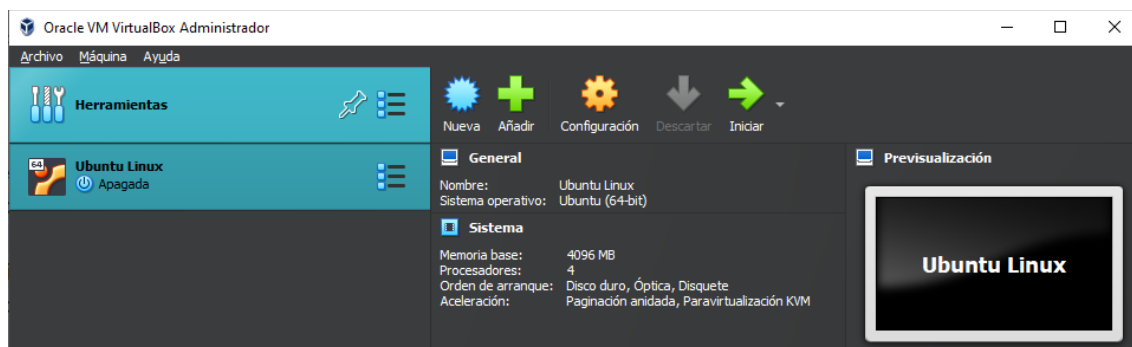 Oracle VM VirtualBox Administrador
Archivo Máquina Ayuda
Herramientas
64
Ubuntu Linux
Apagada
Nueva Añadir Configuración Descartar Iniciar
General
Nombre: Ubuntu Linux
Sistema operativo: Ubuntu (64-bit)
Sistema
Memoria base: 4096 MB
Procesadores: 4
Orden de arranque: Disco duro, Óptica, Disquete
Aceleración: Paginación anidada, Paravirtualización KVM
Previsualización
Ubuntu Linux